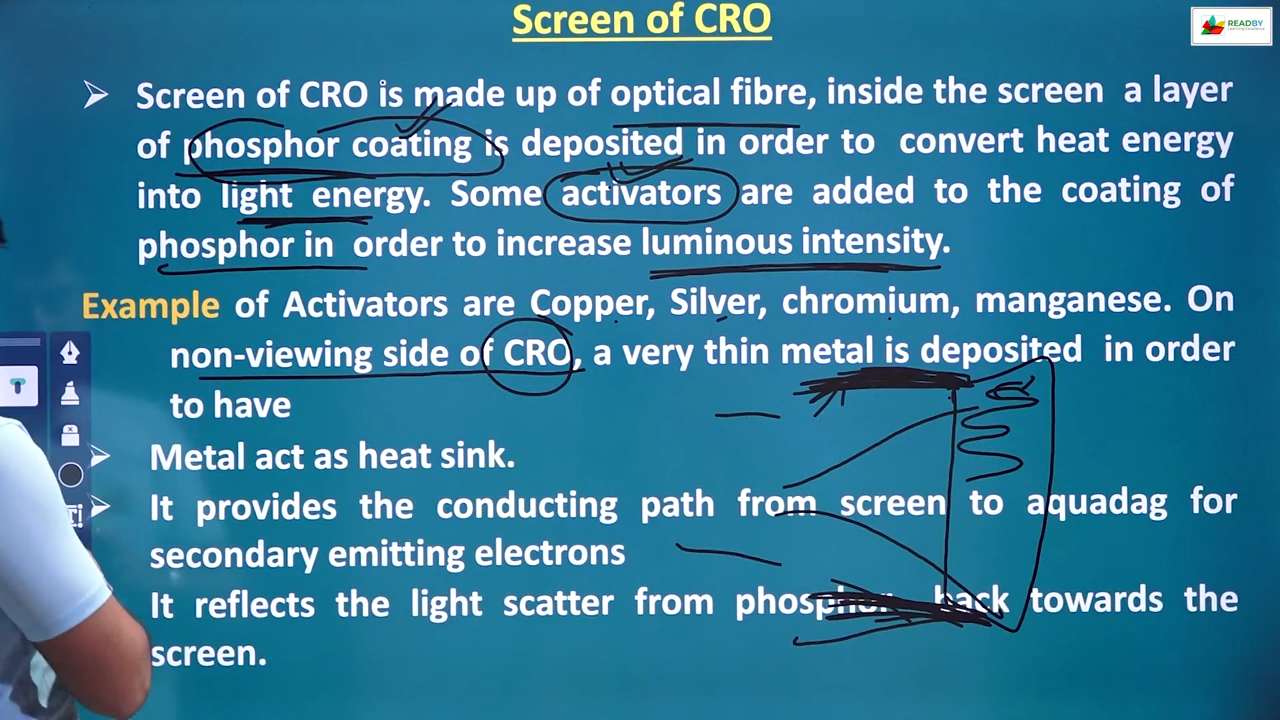 Screen of CRO
READBY
Screen of CRO is made up of optical fibre, inside the screen a layer
of phosphor coating is deposited in order to convert heat energy
into light energy. Some activators are added to the coating of
phosphor in order to increase luminous intensity.
Example of Activators are Copper, Silver, chromium, manganese. On
non-viewing side of CRO, a very thin metal is deposited in order
to have
Metal act as heat sink.
It provides the conducting path from screen to aquadag for
secondary emitting electrons
It reflects the light scatter from phosphor back towards the
screen.